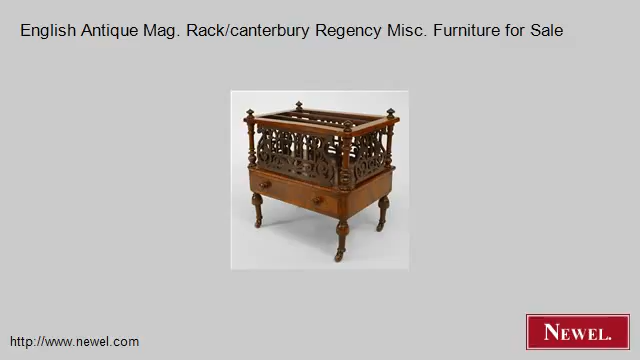 English Antique Mag. Rack/canterbury Regency Misc. Furniture for Sale
http://www.newel.com
NEWEL.